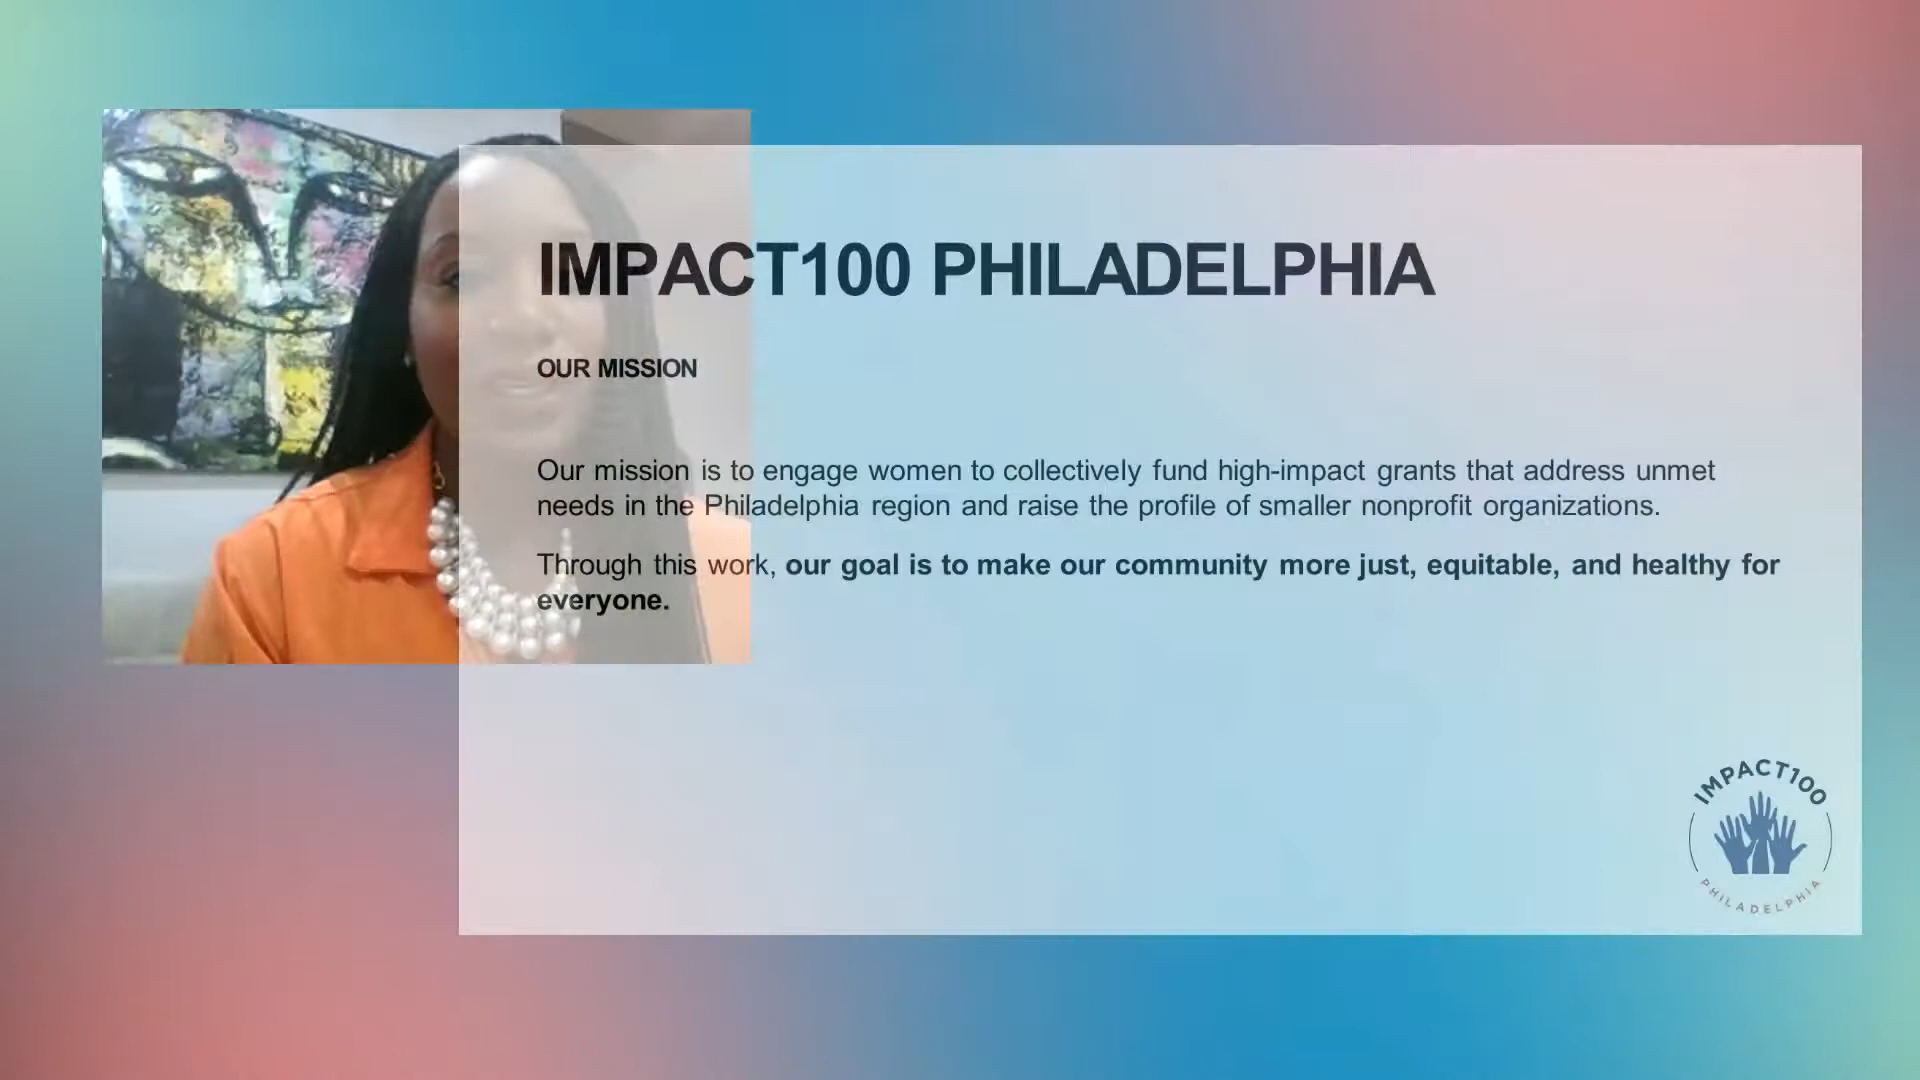 IMPACT100 PHILADELPHIA
OUR MISSION
Our mission is to engage women to collectively fund high-impact grants that address unmet
needs in the Philadelphia region and raise the profile of smaller nonprofit organizations.
Through this work, our goal is to make our community more just, equitable, and healthy for
everyone.
IMPACT100
PHILADELPHIA